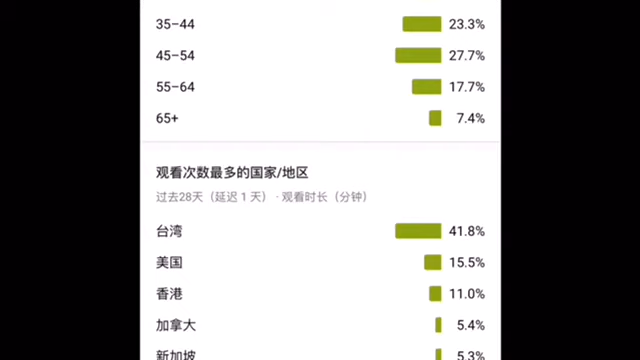 35–44 23.3%
45–54 27.7%
55–64 17.7%
65+ 7.4%
观看次数最多的国家/地区
过去28天（延迟 1 天） · 观看时长（分钟）
台湾 41.8%
美国 15.5%
香港 11.0%
加拿大 5.4%
新加坡 5.3%